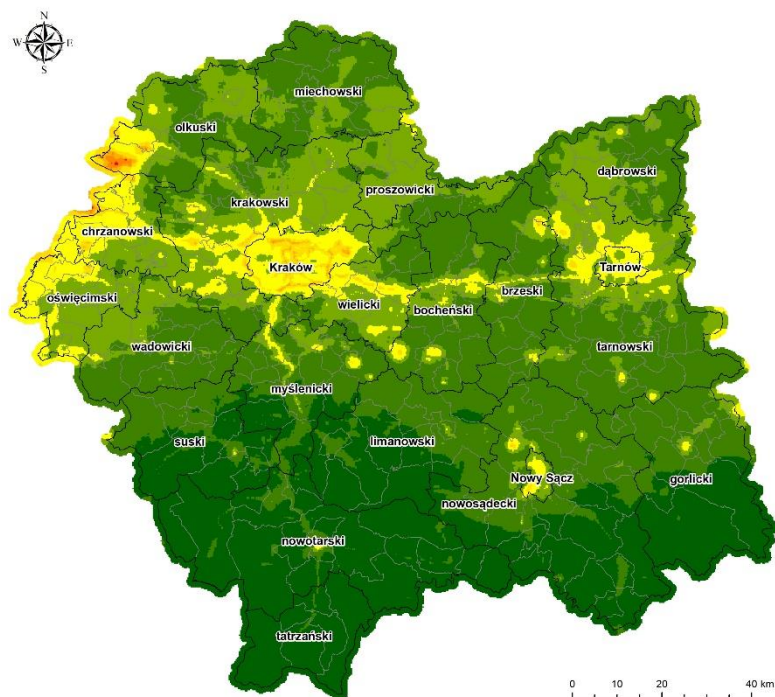 N
W E
S
miechowski
olkuski
dąbrowski
proszowicki
krakowski
chrzanowski
Kraków
Tarnów
oświęcimski
wielicki
brzeski
bocheński
wadowicki
tarnowski
myślenicki
suski
limanowski
Nowy Sącz
gorlicki
nowosądecki
nowotarski
tatrzański
0 10 20 40 km